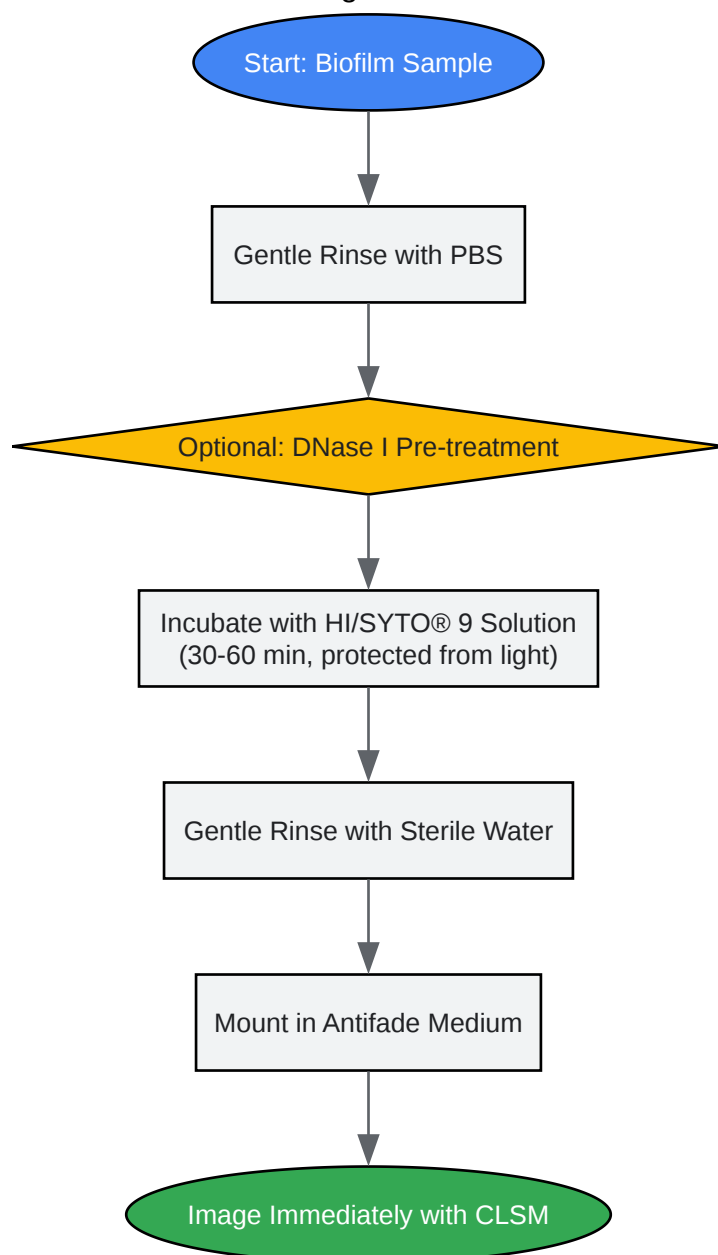 Start: Biofilm Sample
Gentle Rinse with PBS
Optional: DNase I Pre-treatment
Incubate with HI/SYTO® 9 Solution
(30-60 min, protected from light)
Gentle Rinse with Sterile Water
Mount in Antifade Medium
Image Immediately with CLSM